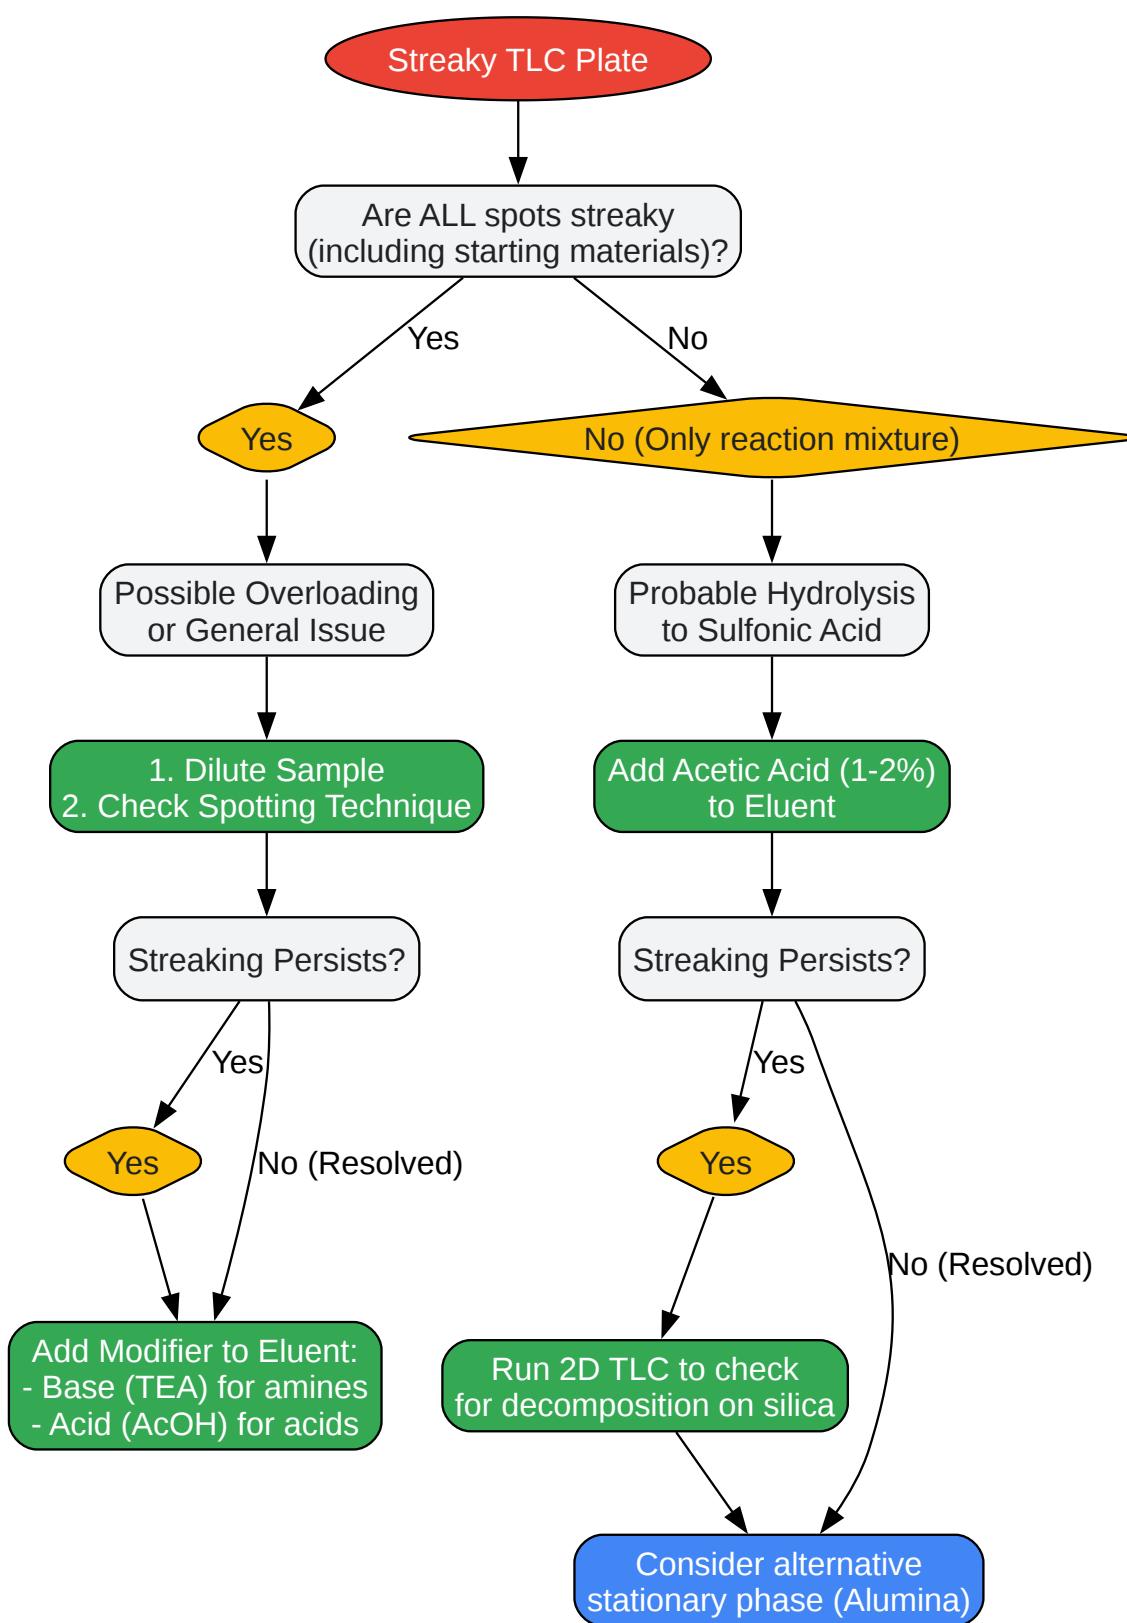 Streaky TLC Plate
Are ALL spots streaky
(including starting materials)?
Yes
No
Yes
No (Only reaction mixture)
Possible Overloading
or General Issue
Probable Hydrolysis
to Sulfonic Acid
1. Dilute Sample
2. Check Spotting Technique
Add Acetic Acid (1-2%)
to Eluent
Streaking Persists?
Streaking Persists?
Yes
Yes
Yes
No (Resolved)
Yes
No (Resolved)
Add Modifier to Eluent:
- Base (TEA) for amines
- Acid (AcOH) for acids
Run 2D TLC to check
for decomposition on silica
Consider alternative
stationary phase (Alumina)